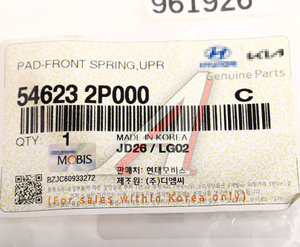 961926
HYUNDAI KIA
Genuine Parts
PAD-FRONT SPRING,UPR
54623 2P000 C
QTY 1 MADE IN KOREA
MOBIS JD26 / LG02
판매처: 현대모비스
BZJC60933272 제조원: (주)디엠씨
(For sales within Korea only)